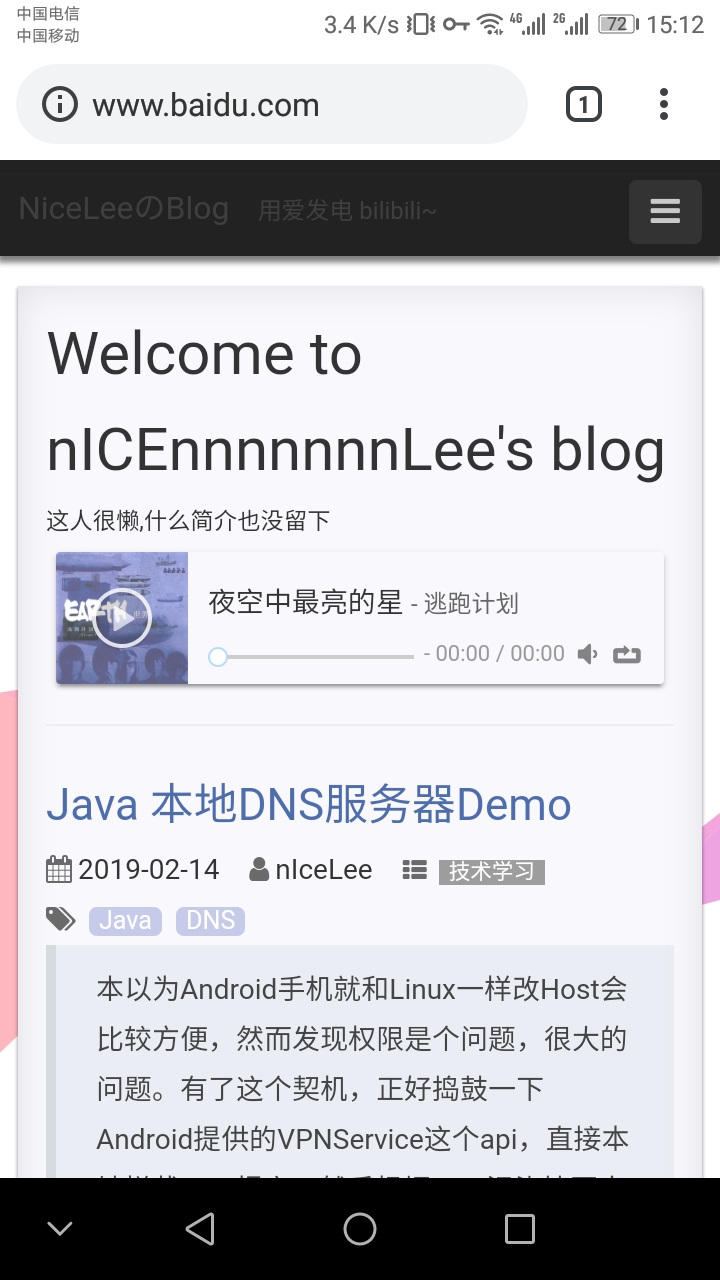 中国电信
中国移动
3.4 K/s 4G 2G 72 15:12
www.baidu.com
1
NiceLeeのBlog 用爱发电 bilibili~
Welcome to
nICEnnnnnnnLee's blog
这人很懒,什么简介也没留下
EARTH
夜空中最亮的星 - 逃跑计划
- 00:00 / 00:00
Java 本地DNS服务器Demo
2019-02-14 nIceLee 技术学习
Java DNS
本以为Android手机就和Linux一样改Host会
比较方便，然而发现权限是个问题，很大的
问题。有了这个契机，正好捣鼓一下
Android提供的VPNService这个api，直接本